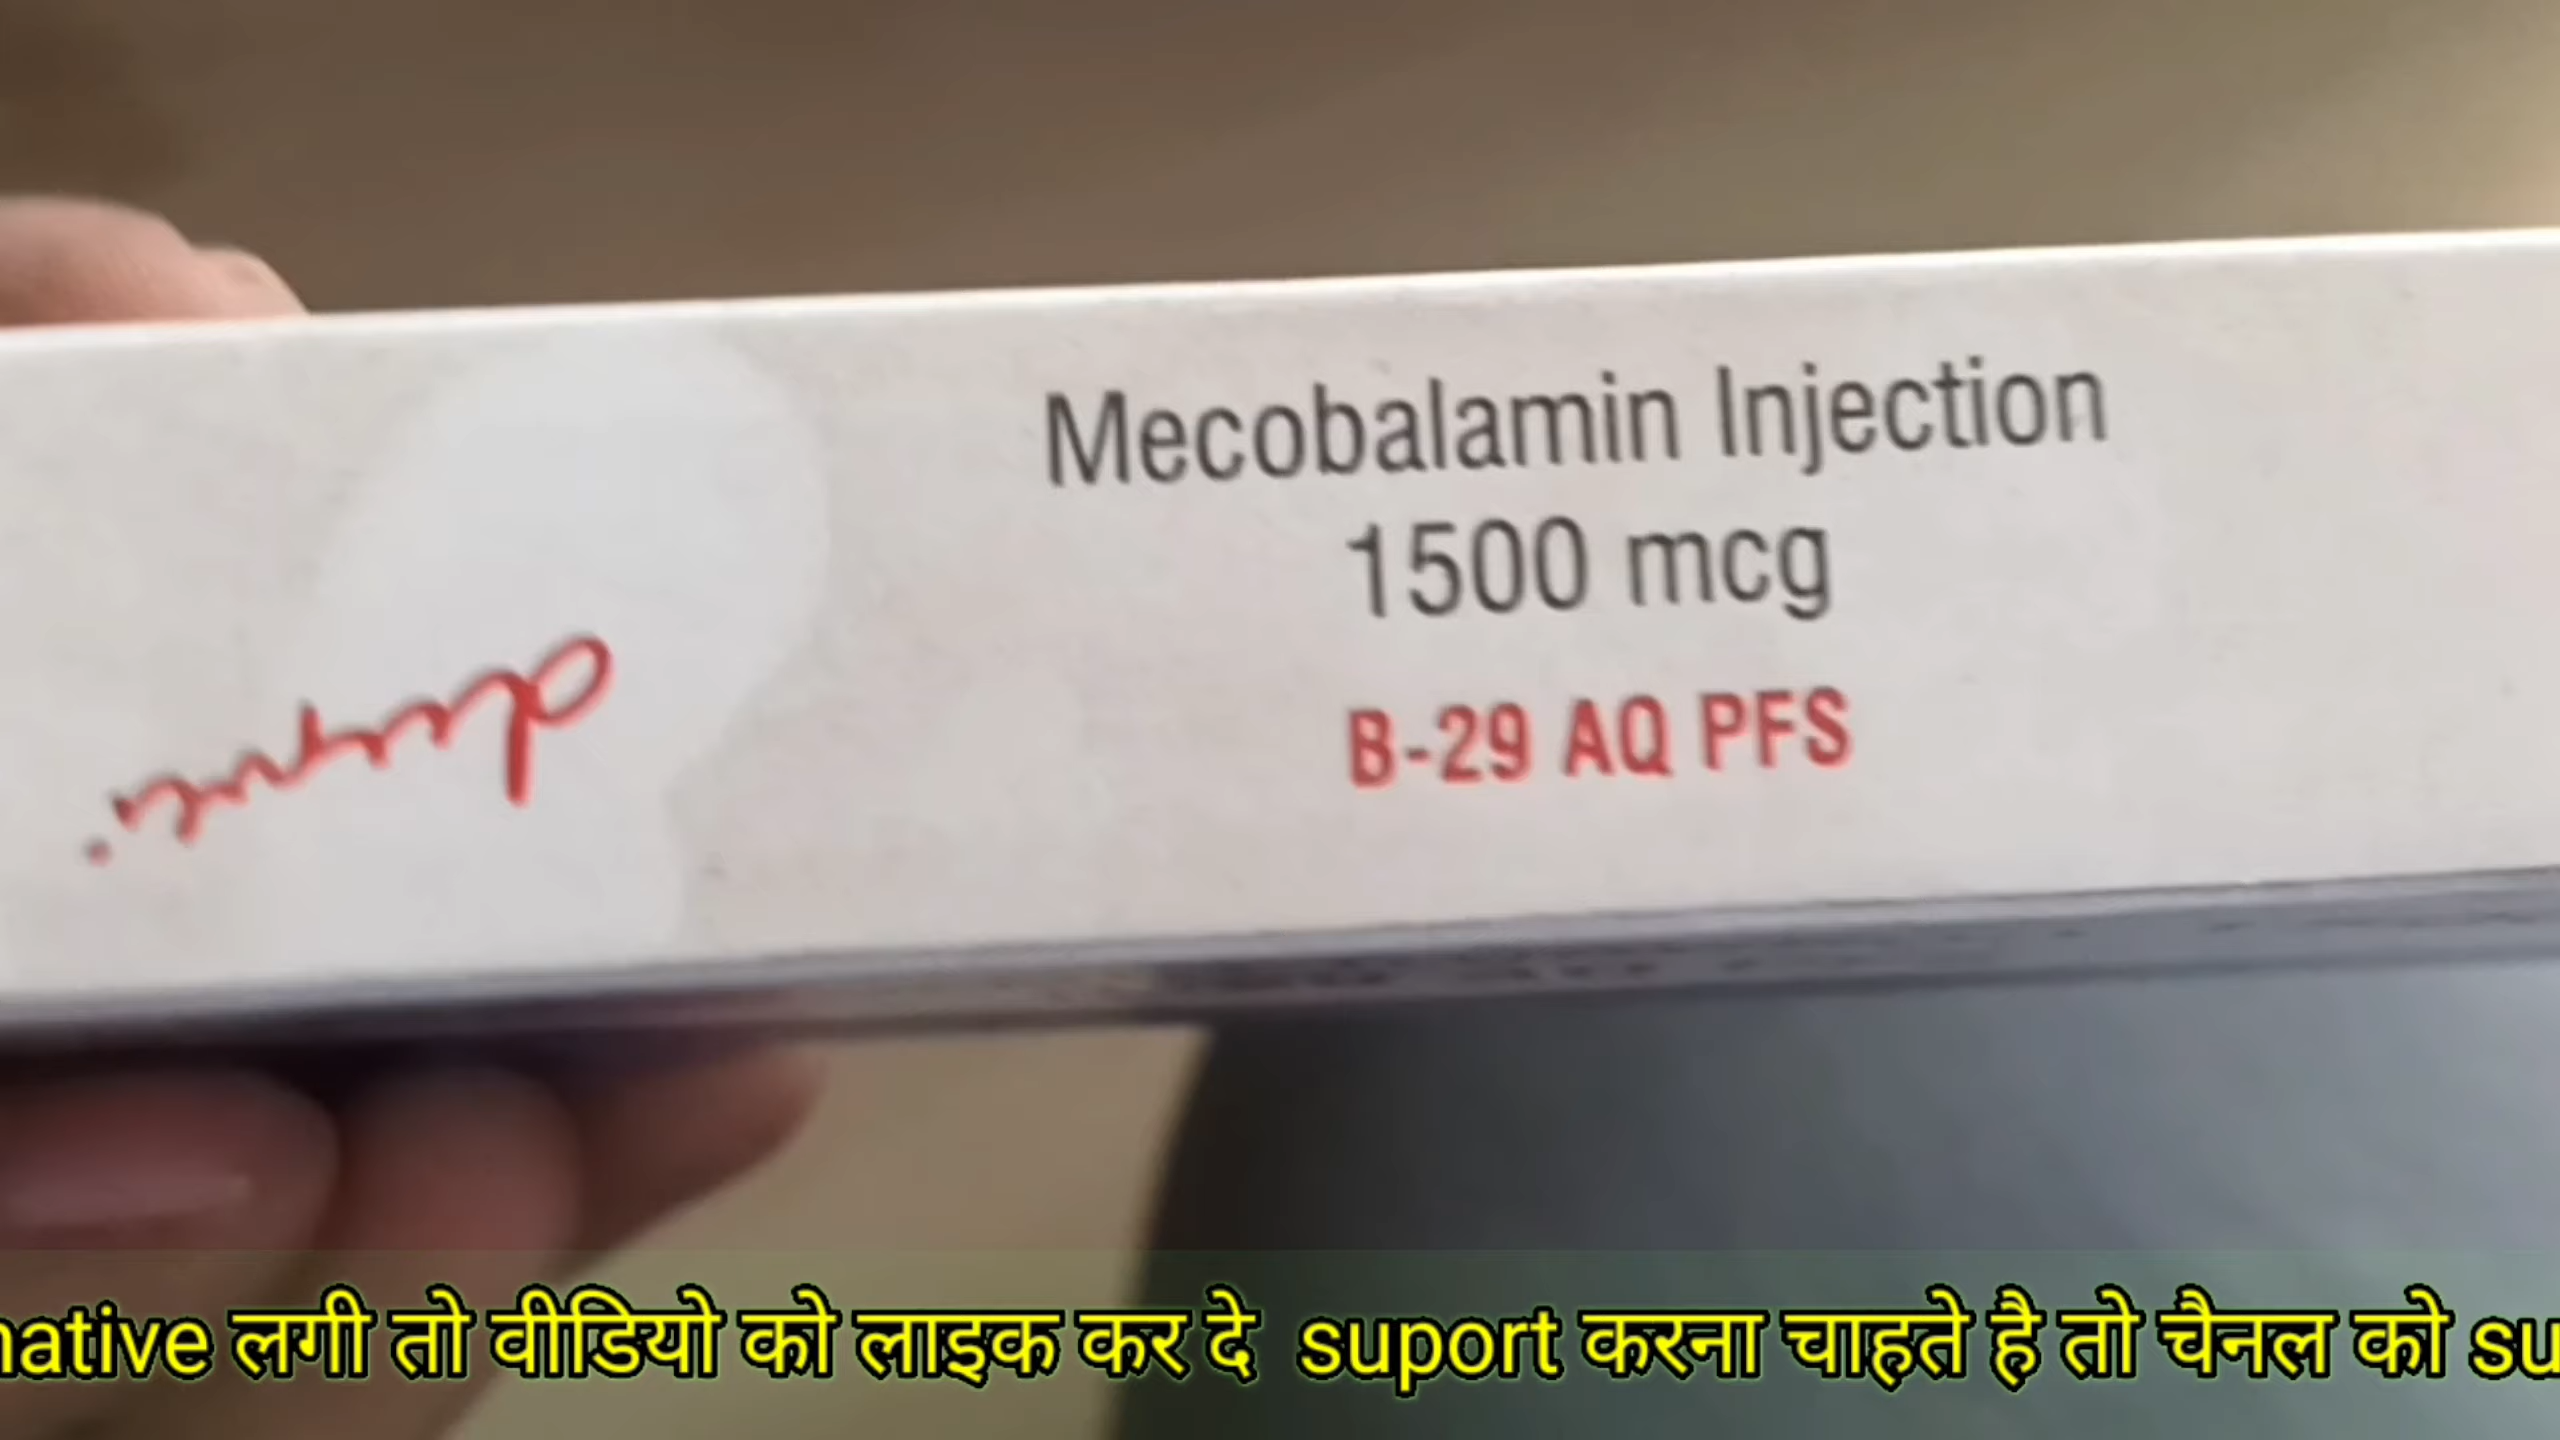 Mecobalamin Injection
1500 mcg
B-29 AQ PFS
native लगी तो वीडियो को लाइक कर दे suport करना चाहते है तो चैनल को su